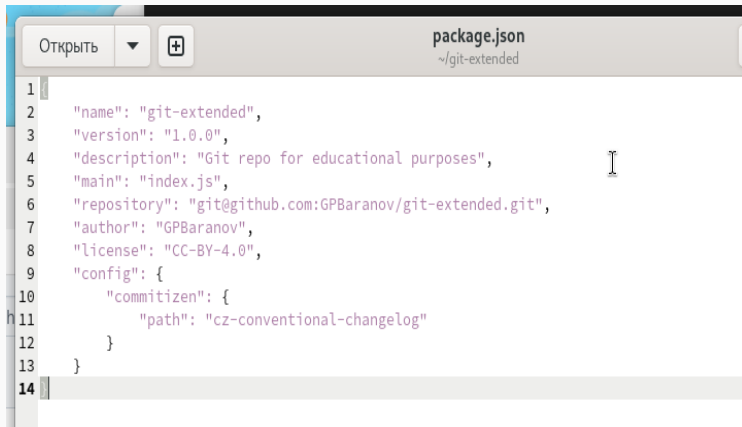 Открыть
package.json
~/git-extended
1 {
2     "name": "git-extended",
3     "version": "1.0.0",
4     "description": "Git repo for educational purposes",
5     "main": "index.js",
6     "repository": "git@github.com:GPBaranov/git-extended.git",
7     "author": "GPBaranov",
8     "license": "CC-BY-4.0",
9     "config": {
10         "commitizen": {
11             "path": "cz-conventional-changelog"
12         }
13     }
14 }